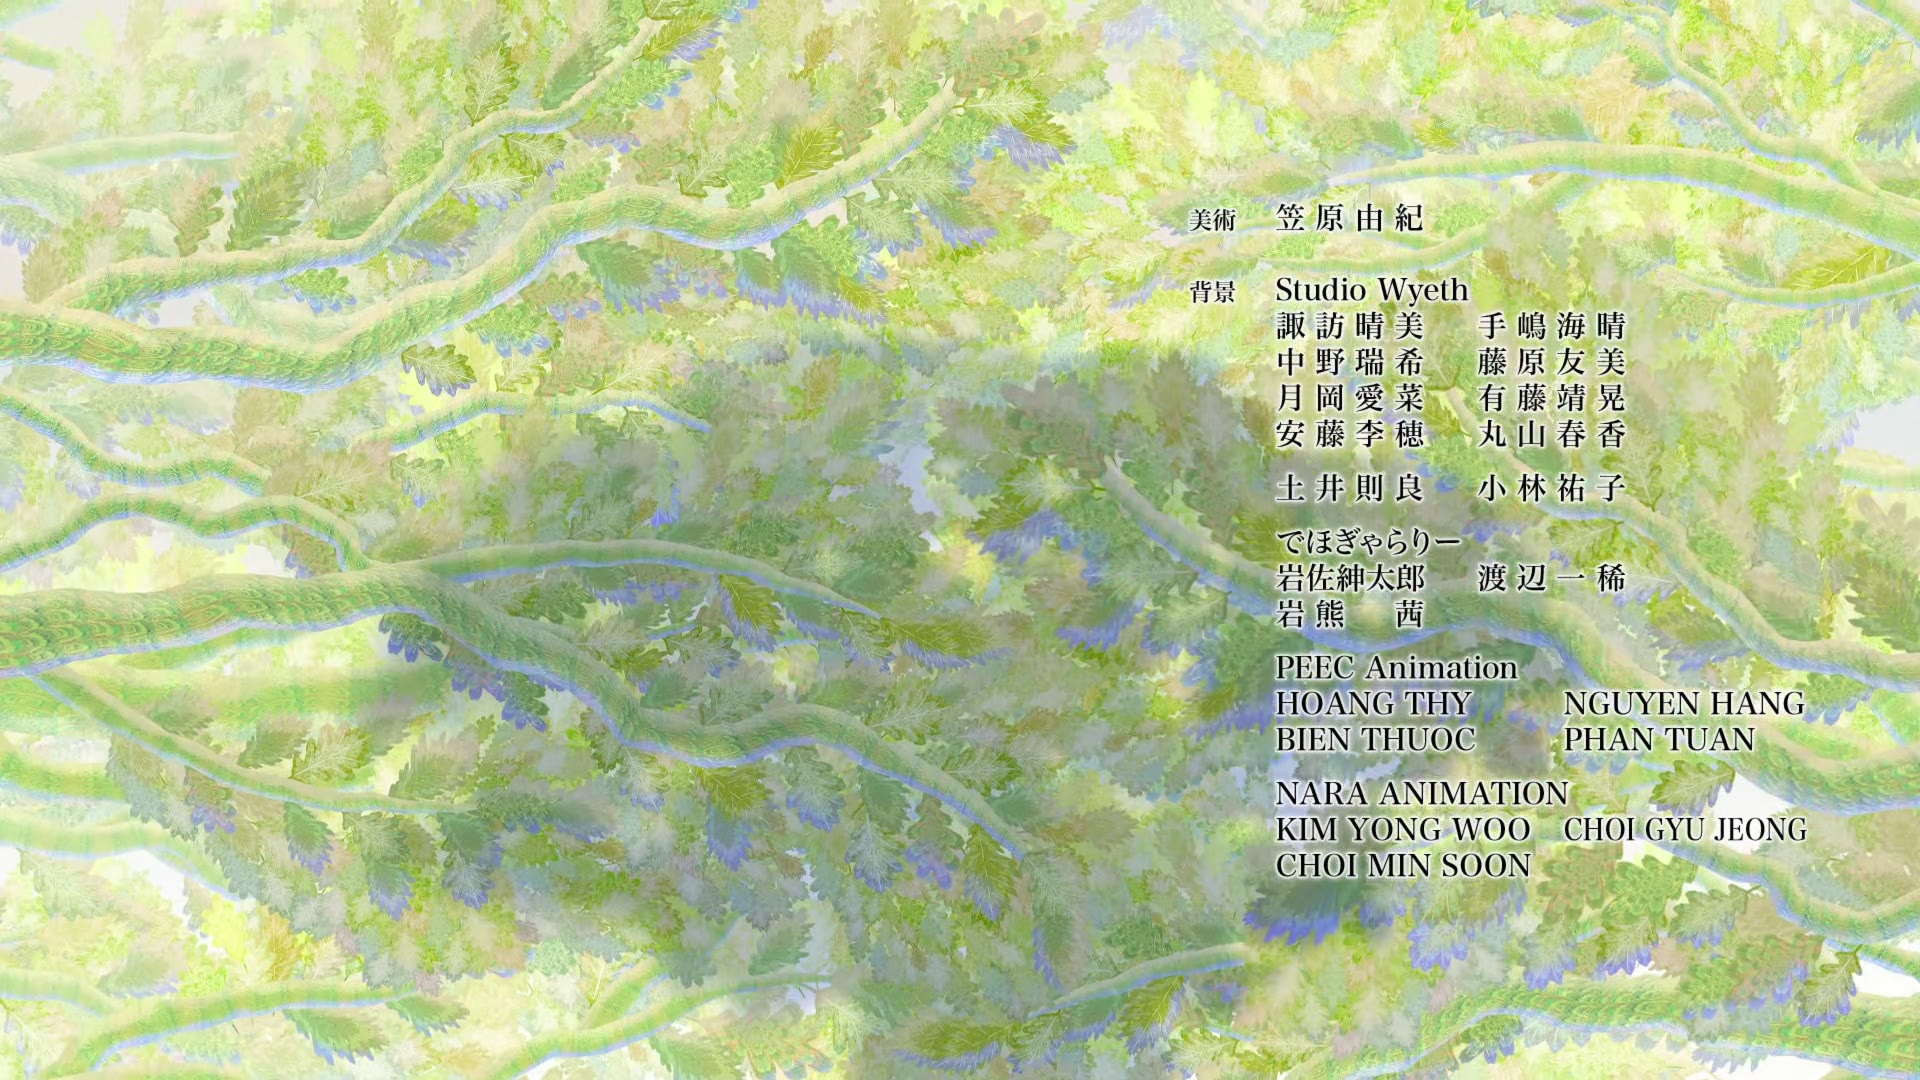 美術 笠原由紀
背景 Studio Wyeth
諏訪晴美 手嶋海晴
中野瑞希 藤原友美
月岡愛菜 有藤靖晃
安藤李穂 丸山春香
土井則良 小林祐子
でほぎゃらりー
岩佐紳太郎 渡辺一稀
岩熊 茜
PEEC Animation
HOANG THY NGUYEN HANG
BIEN THUOC PHAN TUAN
NARA ANIMATION
KIM YONG WOO CHOI GYU JEONG
CHOI MIN SOON